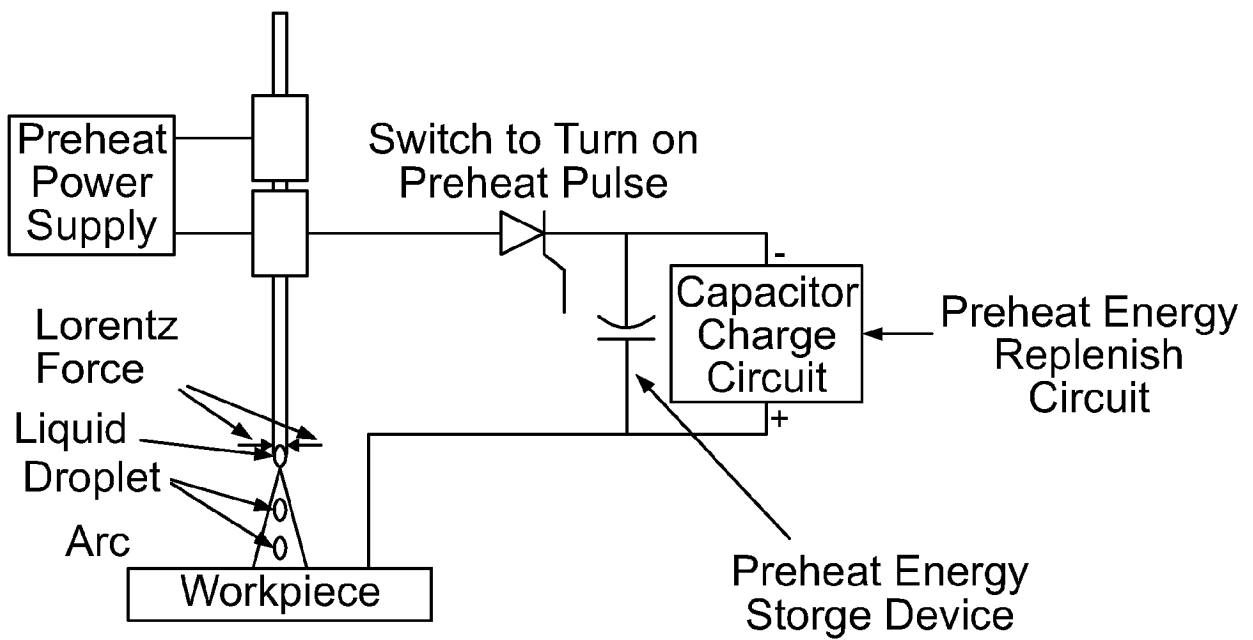 Preheat
Power
Supply
Switch to Turn on
Preheat Pulse
-
Capacitor
Charge
Circuit
+
Preheat Energy
Replenish
Circuit
Lorentz
Force
Liquid
Droplet
Arc
Workpiece
Preheat Energy
Storge Device